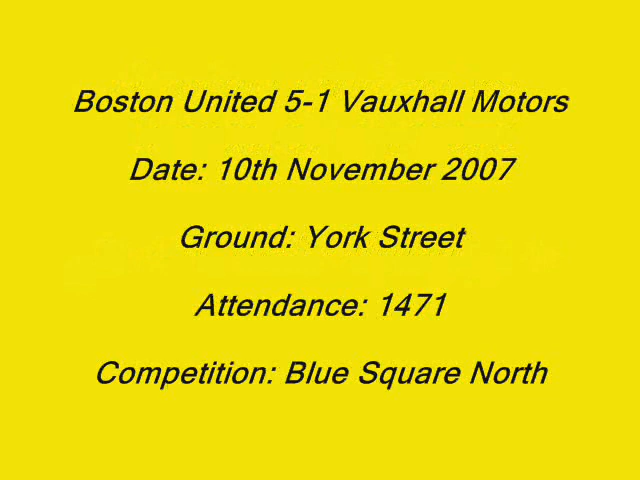 Boston United 5-1 Vauxhall Motors
Date: 10th November 2007
Ground: York Street
Attendance: 1471
Competition: Blue Square North